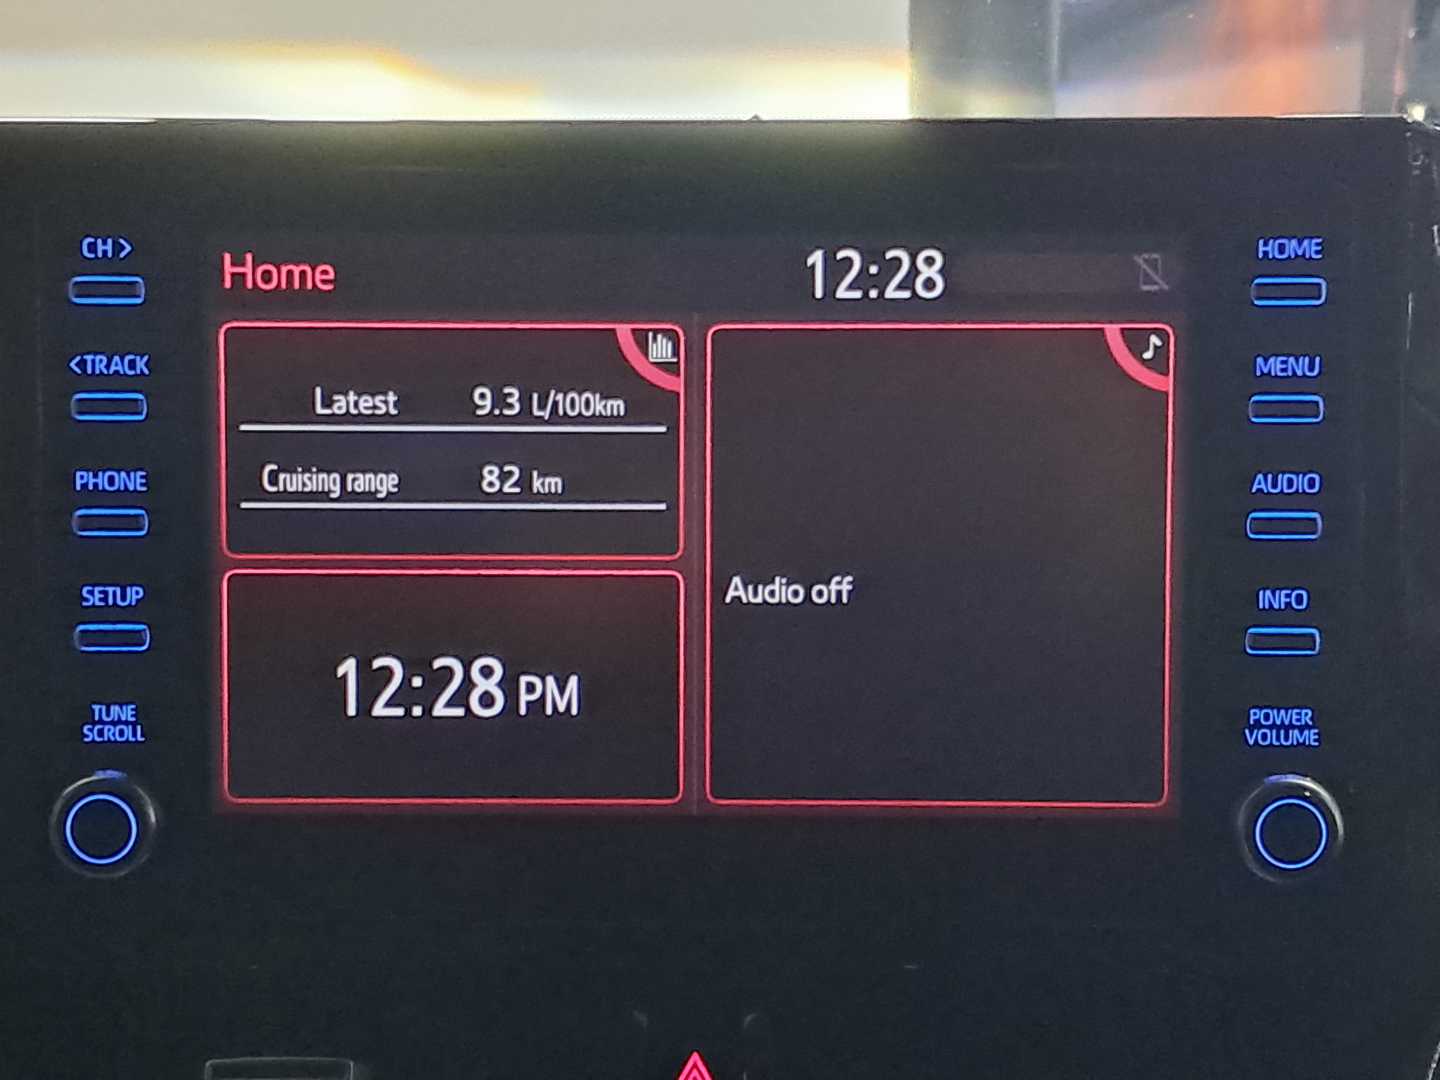 CH>
<TRACK
PHONE
SETUP
TUNE
SCROLL
Home
12:28
Latest 9.3 L/100km
Cruising range 82 km
12:28 PM
Audio off
HOME
MENU
AUDIO
INFO
POWER
VOLUME